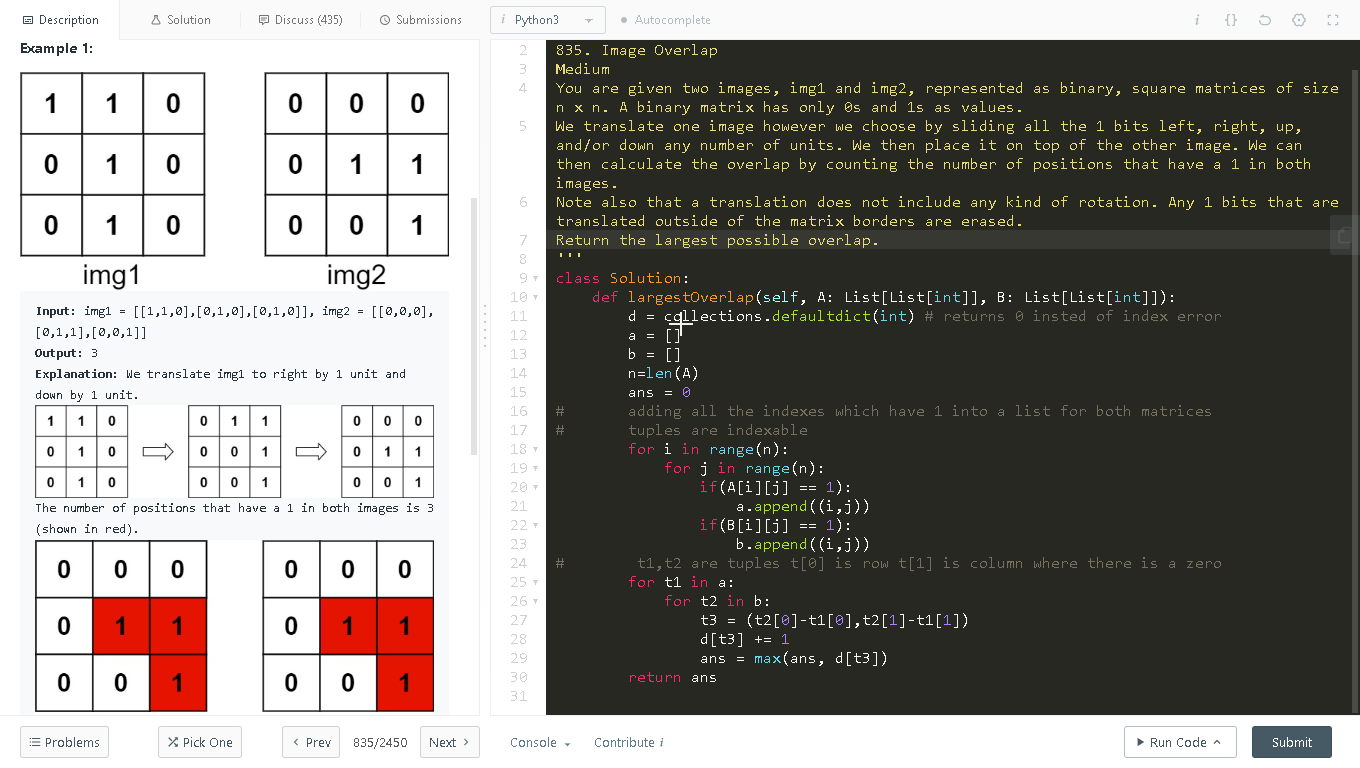 Description
Solution
Discuss (435)
Submissions
i Python3
Autocomplete
i {}
Example 1:
1 1 0
0 1 0
0 1 0
img1
0 0 0
0 1 1
0 0 1
img2
Input: img1 = [[1,1,0],[0,1,0],[0,1,0]], img2 = [[0,0,0],
[0,1,1],[0,0,1]]
Output: 3
Explanation: We translate img1 to right by 1 unit and
down by 1 unit.
1 1 0
0 1 0
0 1 0
0 1 1
0 0 1
0 0 1
0 0 0
0 1 1
0 0 1
The number of positions that have a 1 in both images is 3
(shown in red).
0 0 0
0 1 1
0 0 1
0 0 0
0 1 1
0 0 1
2 835. Image Overlap
3 Medium
4 You are given two images, img1 and img2, represented as binary, square matrices of size
n x n. A binary matrix has only 0s and 1s as values.
5 We translate one image however we choose by sliding all the 1 bits left, right, up,
and/or down any number of units. We then place it on top of the other image. We can
then calculate the overlap by counting the number of positions that have a 1 in both
images.
6 Note also that a translation does not include any kind of rotation. Any 1 bits that are
translated outside of the matrix borders are erased.
7 Return the largest possible overlap.
8 '''
9 class Solution:
10 def largestOverlap(self, A: List[List[int]], B: List[List[int]]):
11 d = collections.defaultdict(int) # returns 0 insted of index error
12 a = []
13 b = []
14 n=len(A)
15 ans = 0
16 # adding all the indexes which have 1 into a list for both matrices
17 # tuples are indexable
18 for i in range(n):
19 for j in range(n):
20 if(A[i][j] == 1):
21 a.append((i,j))
22 if(B[i][j] == 1):
23 b.append((i,j))
24 # t1,t2 are tuples t[0] is row t[1] is column where there is a zero
25 for t1 in a:
26 for t2 in b:
27 t3 = (t2[0]-t1[0],t2[1]-t1[1])
28 d[t3] += 1
29 ans = max(ans, d[t3])
30 return ans
31
Problems
Pick One
Prev
835/2450
Next
Console
Contribute i
Run Code
Submit